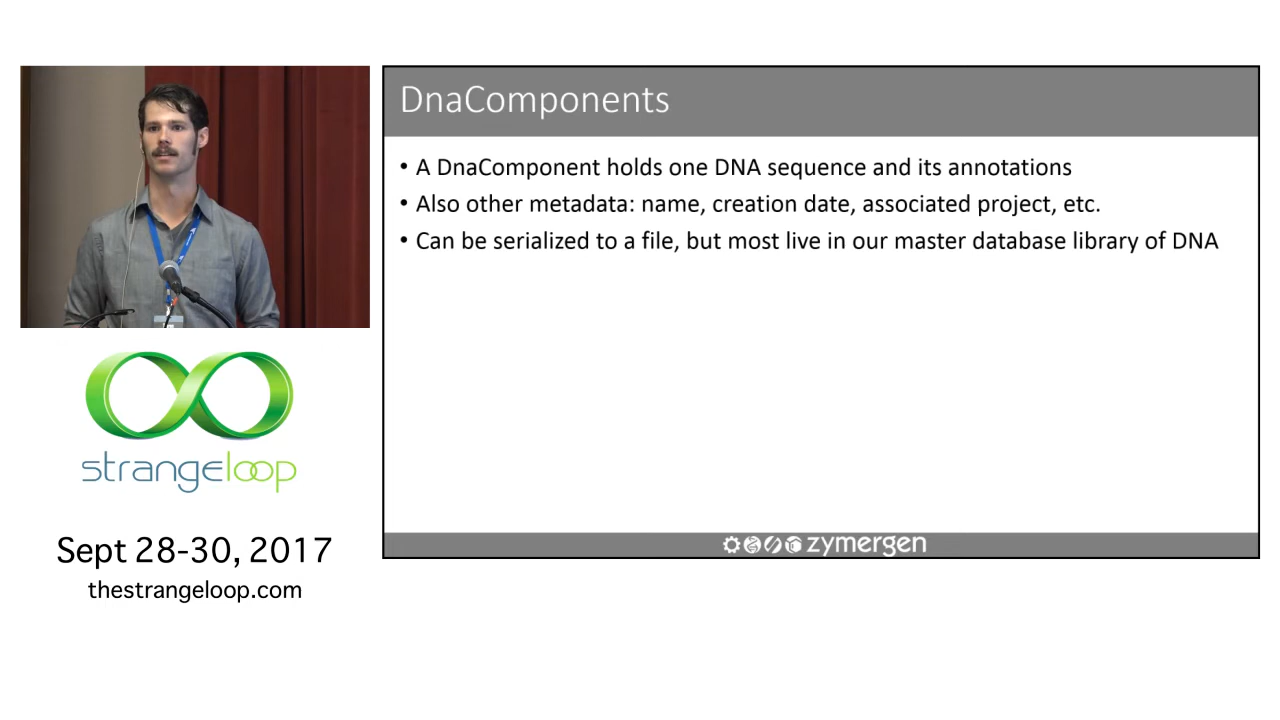 DnaComponents
• A DnaComponent holds one DNA sequence and its annotations
• Also other metadata: name, creation date, associated project, etc.
• Can be serialized to a file, but most live in our master database library of DNA
zymergen
strangeloop
Sept 28-30, 2017
thestrangeloop.com